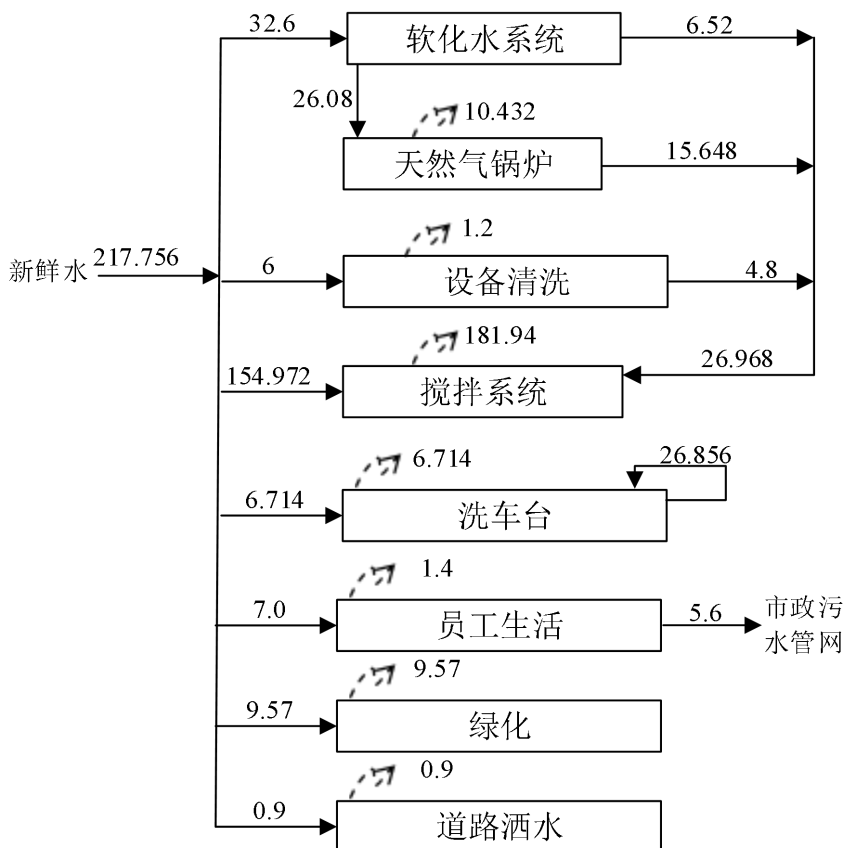 32.6
软化水系统
6.52
26.08
10.432
天然气锅炉
15.648
新鲜水
217.756
1.2
6
设备清洗
4.8
181.94
154.972
搅拌系统
26.968
6.714
26.856
6.714
洗车台
1.4
7.0
员工生活
5.6
市政污
水管网
9.57
9.57
绿化
0.9
0.9
道路洒水